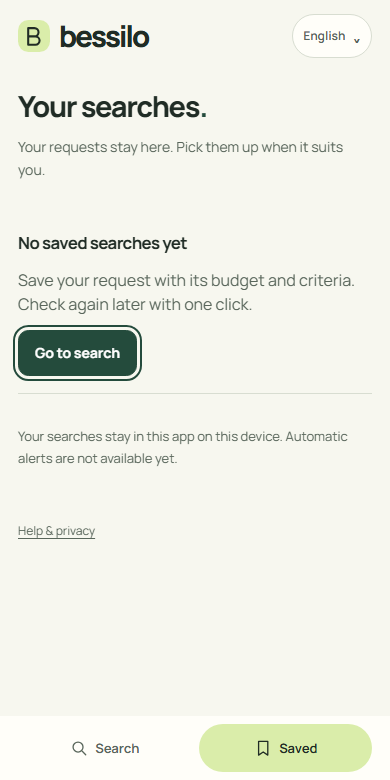 B bessilo
English
Your searches.
Your requests stay here. Pick them up when it suits
you.
No saved searches yet
Save your request with its budget and criteria.
Check again later with one click.
Go to search
Your searches stay in this app on this device. Automatic
alerts are not available yet.
Help & privacy
Search
Saved